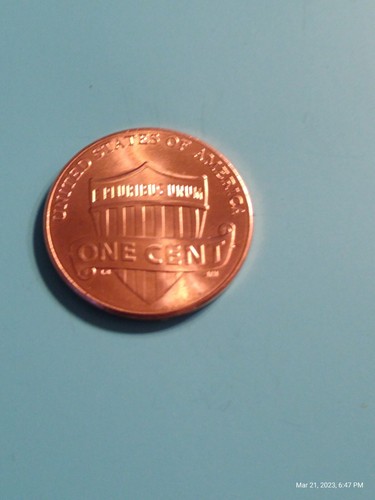 UNITED STATES OF AMERICA
E PLURIBUS UNUM
ONE CENT
Mar 21, 2023, 6:47 PM